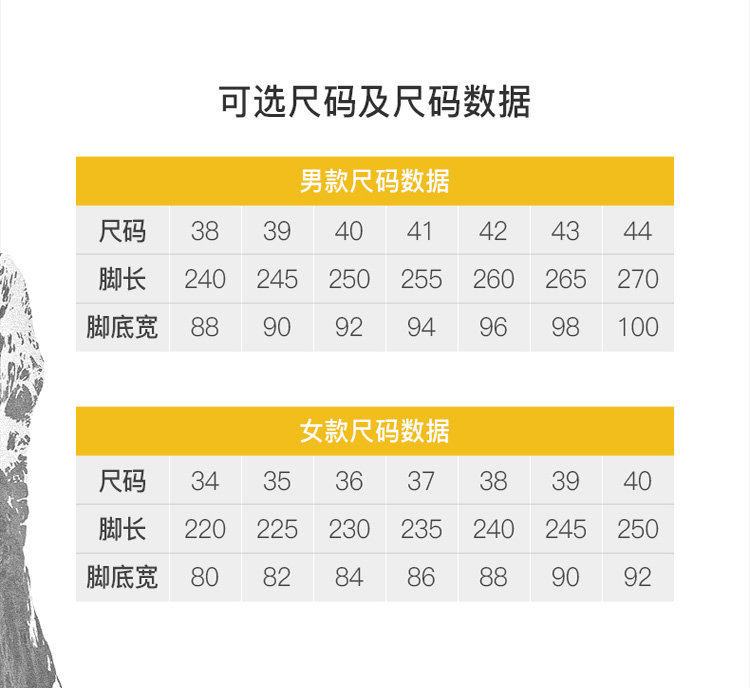 可选尺码及尺码数据
男款尺码数据
尺码 38 39 40 41 42 43 44
脚长 240 245 250 255 260 265 270
脚底宽 88 90 92 94 96 98 100
女款尺码数据
尺码 34 35 36 37 38 39 40
脚长 220 225 230 235 240 245 250
脚底宽 80 82 84 86 88 90 92